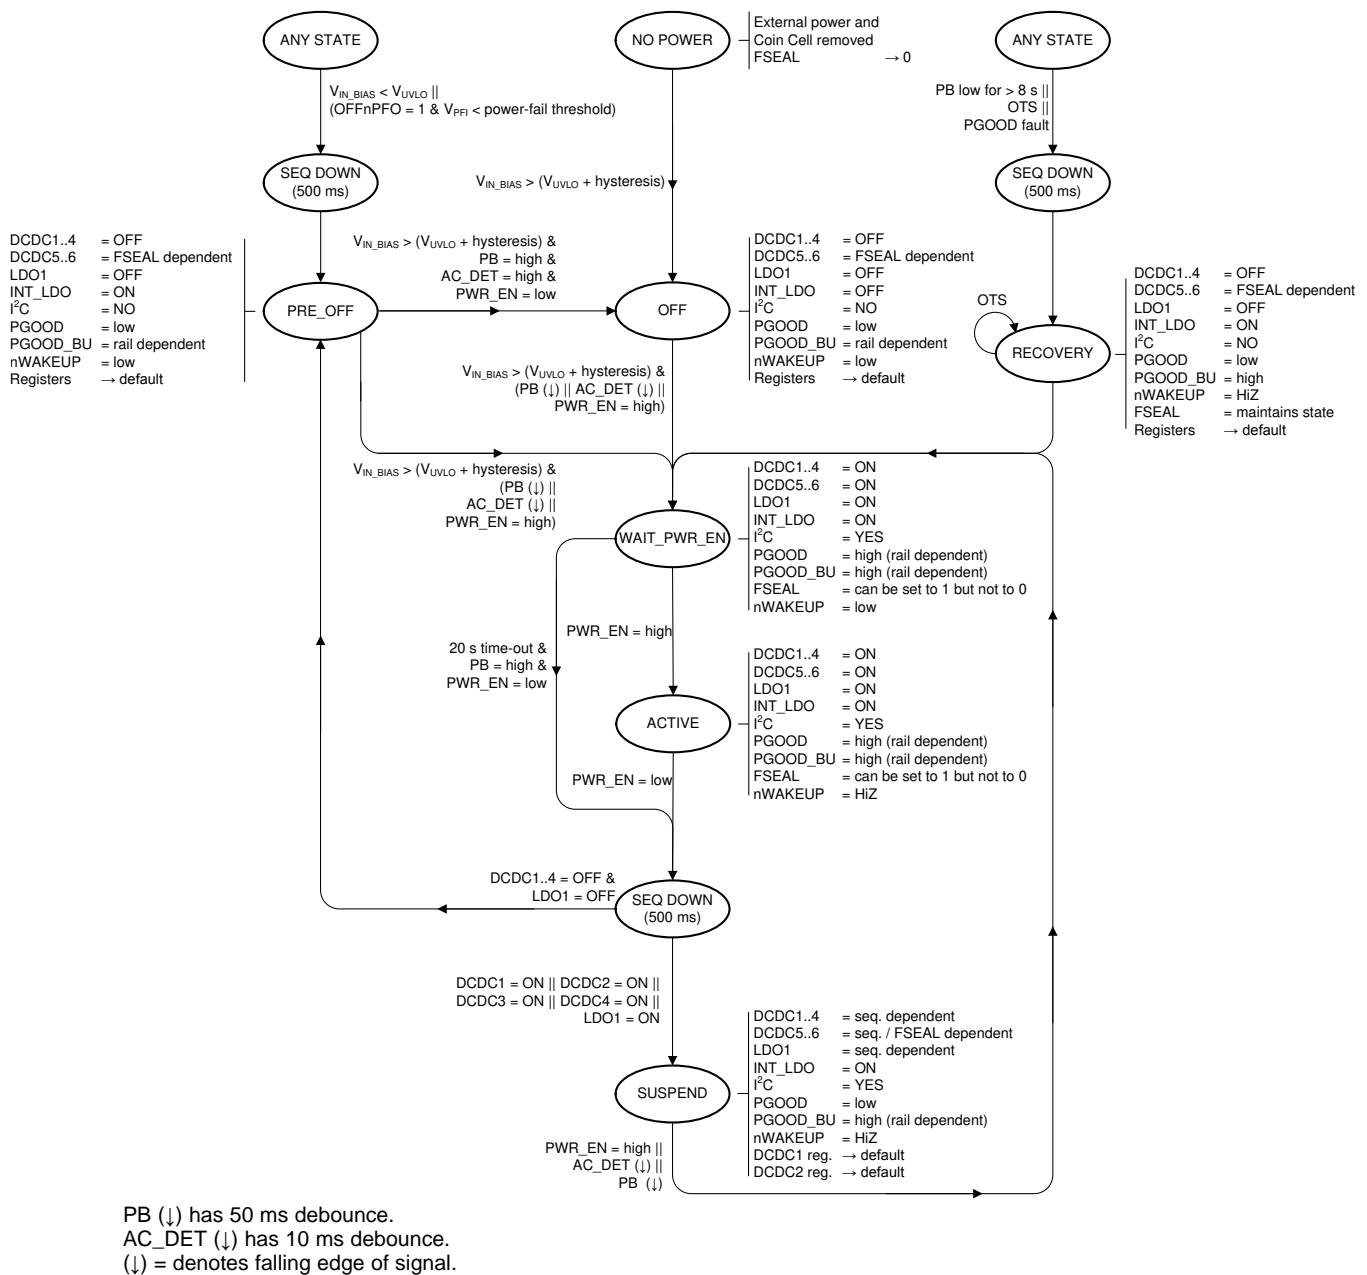 ANY STATE
NO POWER
External power and
Coin Cell removed
FSEAL → 0
ANY STATE
V_IN_BIAS < V_UVLO ||
(OFFnPFO = 1 & V_PFI < power-fail threshold)
PB low for > 8 s ||
OTS ||
PGOOD fault
SEQ DOWN
(500 ms)
V_IN_BIAS > (V_UVLO + hysteresis)
SEQ DOWN
(500 ms)
DCDC1..4 = OFF
DCDC5..6 = FSEAL dependent
LDO1 = OFF
INT_LDO = ON
I²C = NO
PGOOD = low
PGOOD_BU = rail dependent
nWAKEUP = low
Registers → default
PRE_OFF
V_IN_BIAS > (V_UVLO + hysteresis) &
PB = high &
AC_DET = high &
PWR_EN = low
OFF
DCDC1..4 = OFF
DCDC5..6 = FSEAL dependent
LDO1 = OFF
INT_LDO = OFF
I²C = NO
PGOOD = low
PGOOD_BU = rail dependent
nWAKEUP = low
Registers → default
OTS
RECOVERY
DCDC1..4 = OFF
DCDC5..6 = FSEAL dependent
LDO1 = OFF
INT_LDO = ON
I²C = NO
PGOOD = low
PGOOD_BU = high
nWAKEUP = HiZ
FSEAL = maintains state
Registers → default
V_IN_BIAS > (V_UVLO + hysteresis) &
(PB (↓) || AC_DET (↓) ||
PWR_EN = high)
V_IN_BIAS > (V_UVLO + hysteresis) &
(PB (↓) ||
AC_DET (↓) ||
PWR_EN = high)
WAIT_PWR_EN
DCDC1..4 = ON
DCDC5..6 = ON
LDO1 = ON
INT_LDO = ON
I²C = YES
PGOOD = high (rail dependent)
PGOOD_BU = high (rail dependent)
FSEAL = can be set to 1 but not to 0
nWAKEUP = low
PWR_EN = high
20 s time-out &
PB = high &
PWR_EN = low
ACTIVE
DCDC1..4 = ON
DCDC5..6 = ON
LDO1 = ON
INT_LDO = ON
I²C = YES
PGOOD = high (rail dependent)
PGOOD_BU = high (rail dependent)
FSEAL = can be set to 1 but not to 0
nWAKEUP = HiZ
PWR_EN = low
DCDC1..4 = OFF &
LDO1 = OFF
SEQ DOWN
(500 ms)
DCDC1 = ON || DCDC2 = ON ||
DCDC3 = ON || DCDC4 = ON ||
LDO1 = ON
SUSPEND
DCDC1..4 = seq. dependent
DCDC5..6 = seq. / FSEAL dependent
LDO1 = seq. dependent
INT_LDO = ON
I²C = YES
PGOOD = low
PGOOD_BU = high (rail dependent)
nWAKEUP = HiZ
DCDC1 reg. → default
DCDC2 reg. → default
PWR_EN = high ||
AC_DET (↓) ||
PB (↓)
PB (↓) has 50 ms debounce.
AC_DET (↓) has 10 ms debounce.
(↓) = denotes falling edge of signal.